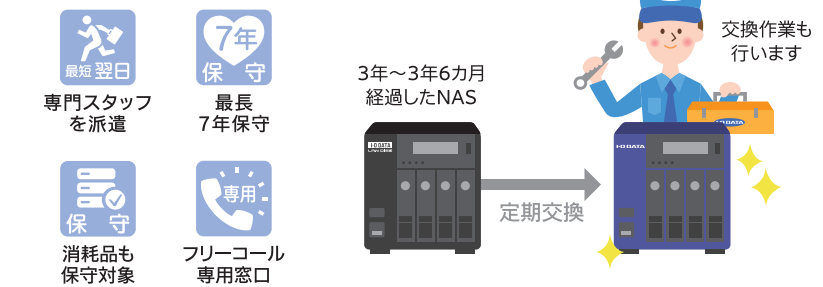 最短 翌日
専門スタッフ
を派遣
7年
保 守
最長
7年保守
保 守
消耗品も
保守対象
専用
フリーコール
専用窓口
3年～3年6カ月
経過したNAS
I-O DATA
定期交換
交換作業も
行います
I-O DATA
I-O DATA